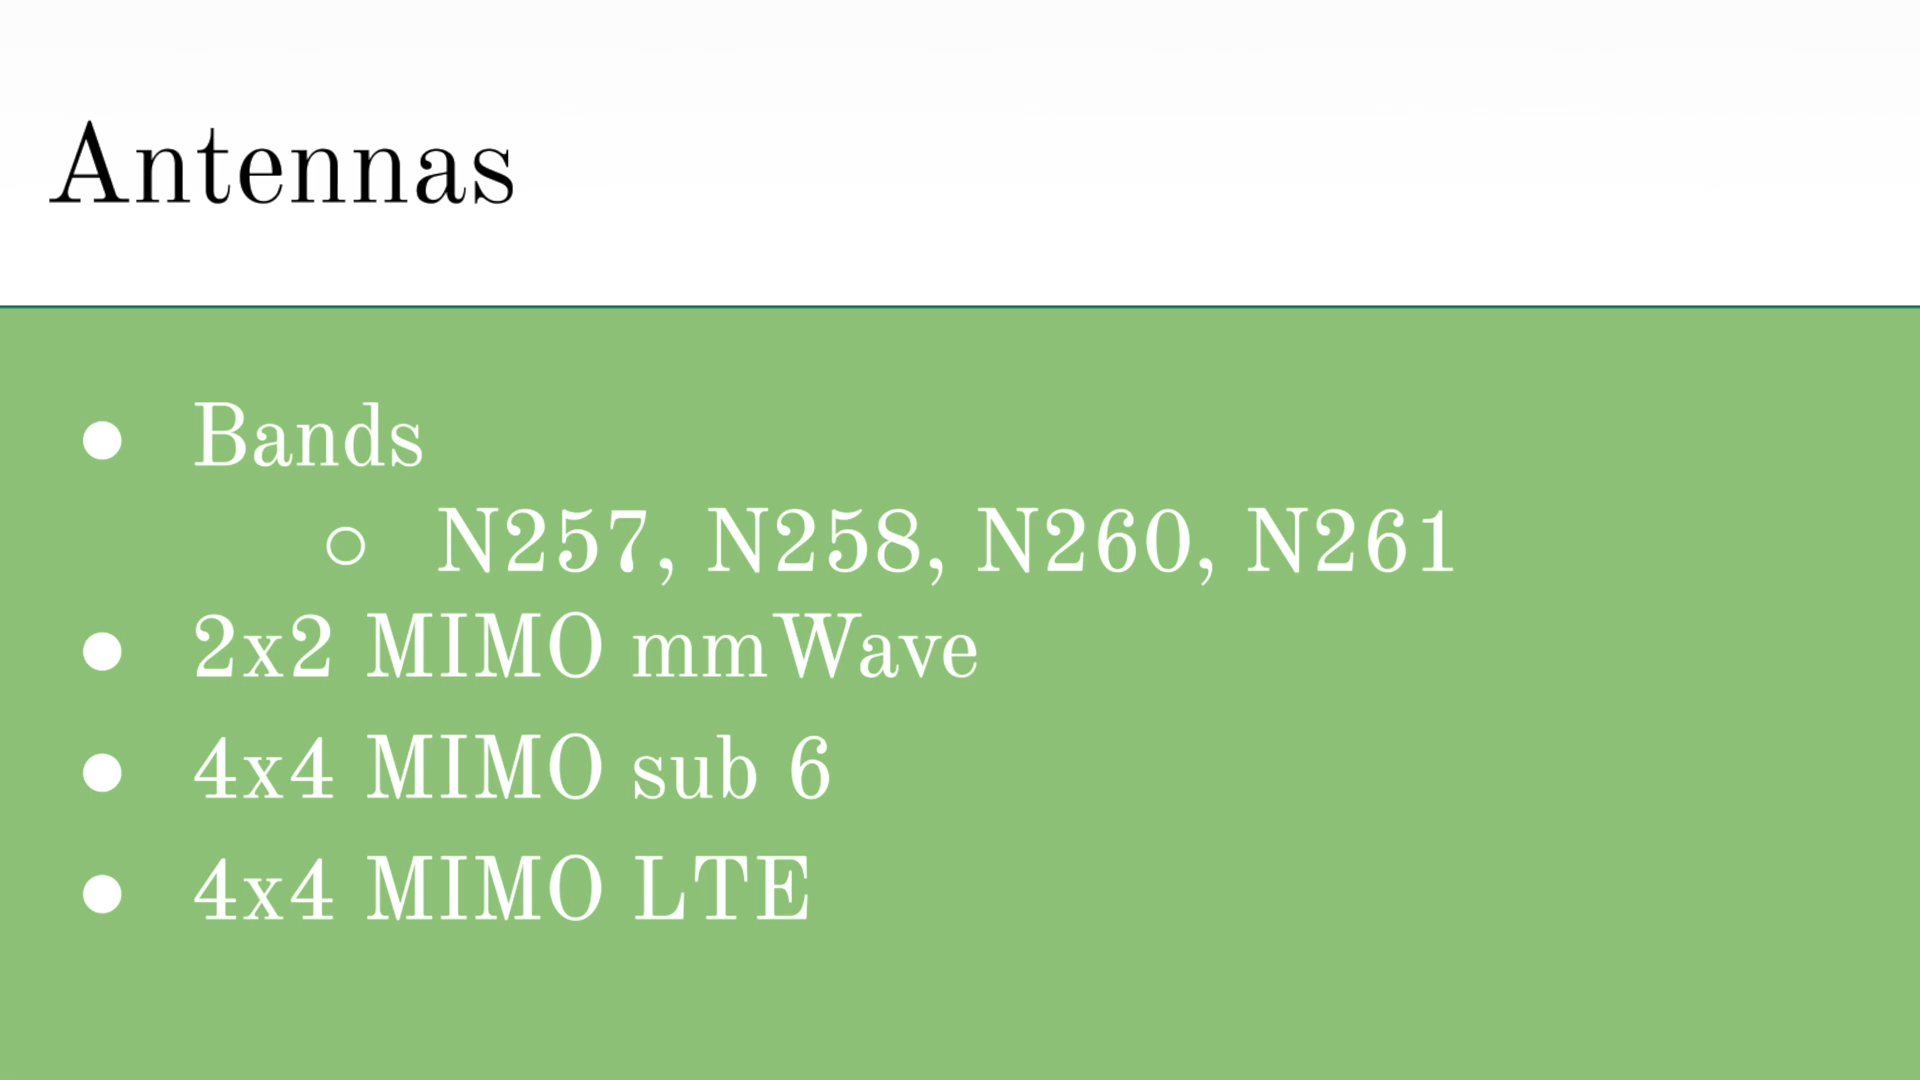 Antennas
● Bands
○ N257, N258, N260, N261
● 2x2 MIMO mmWave
● 4x4 MIMO sub 6
● 4x4 MIMO LTE